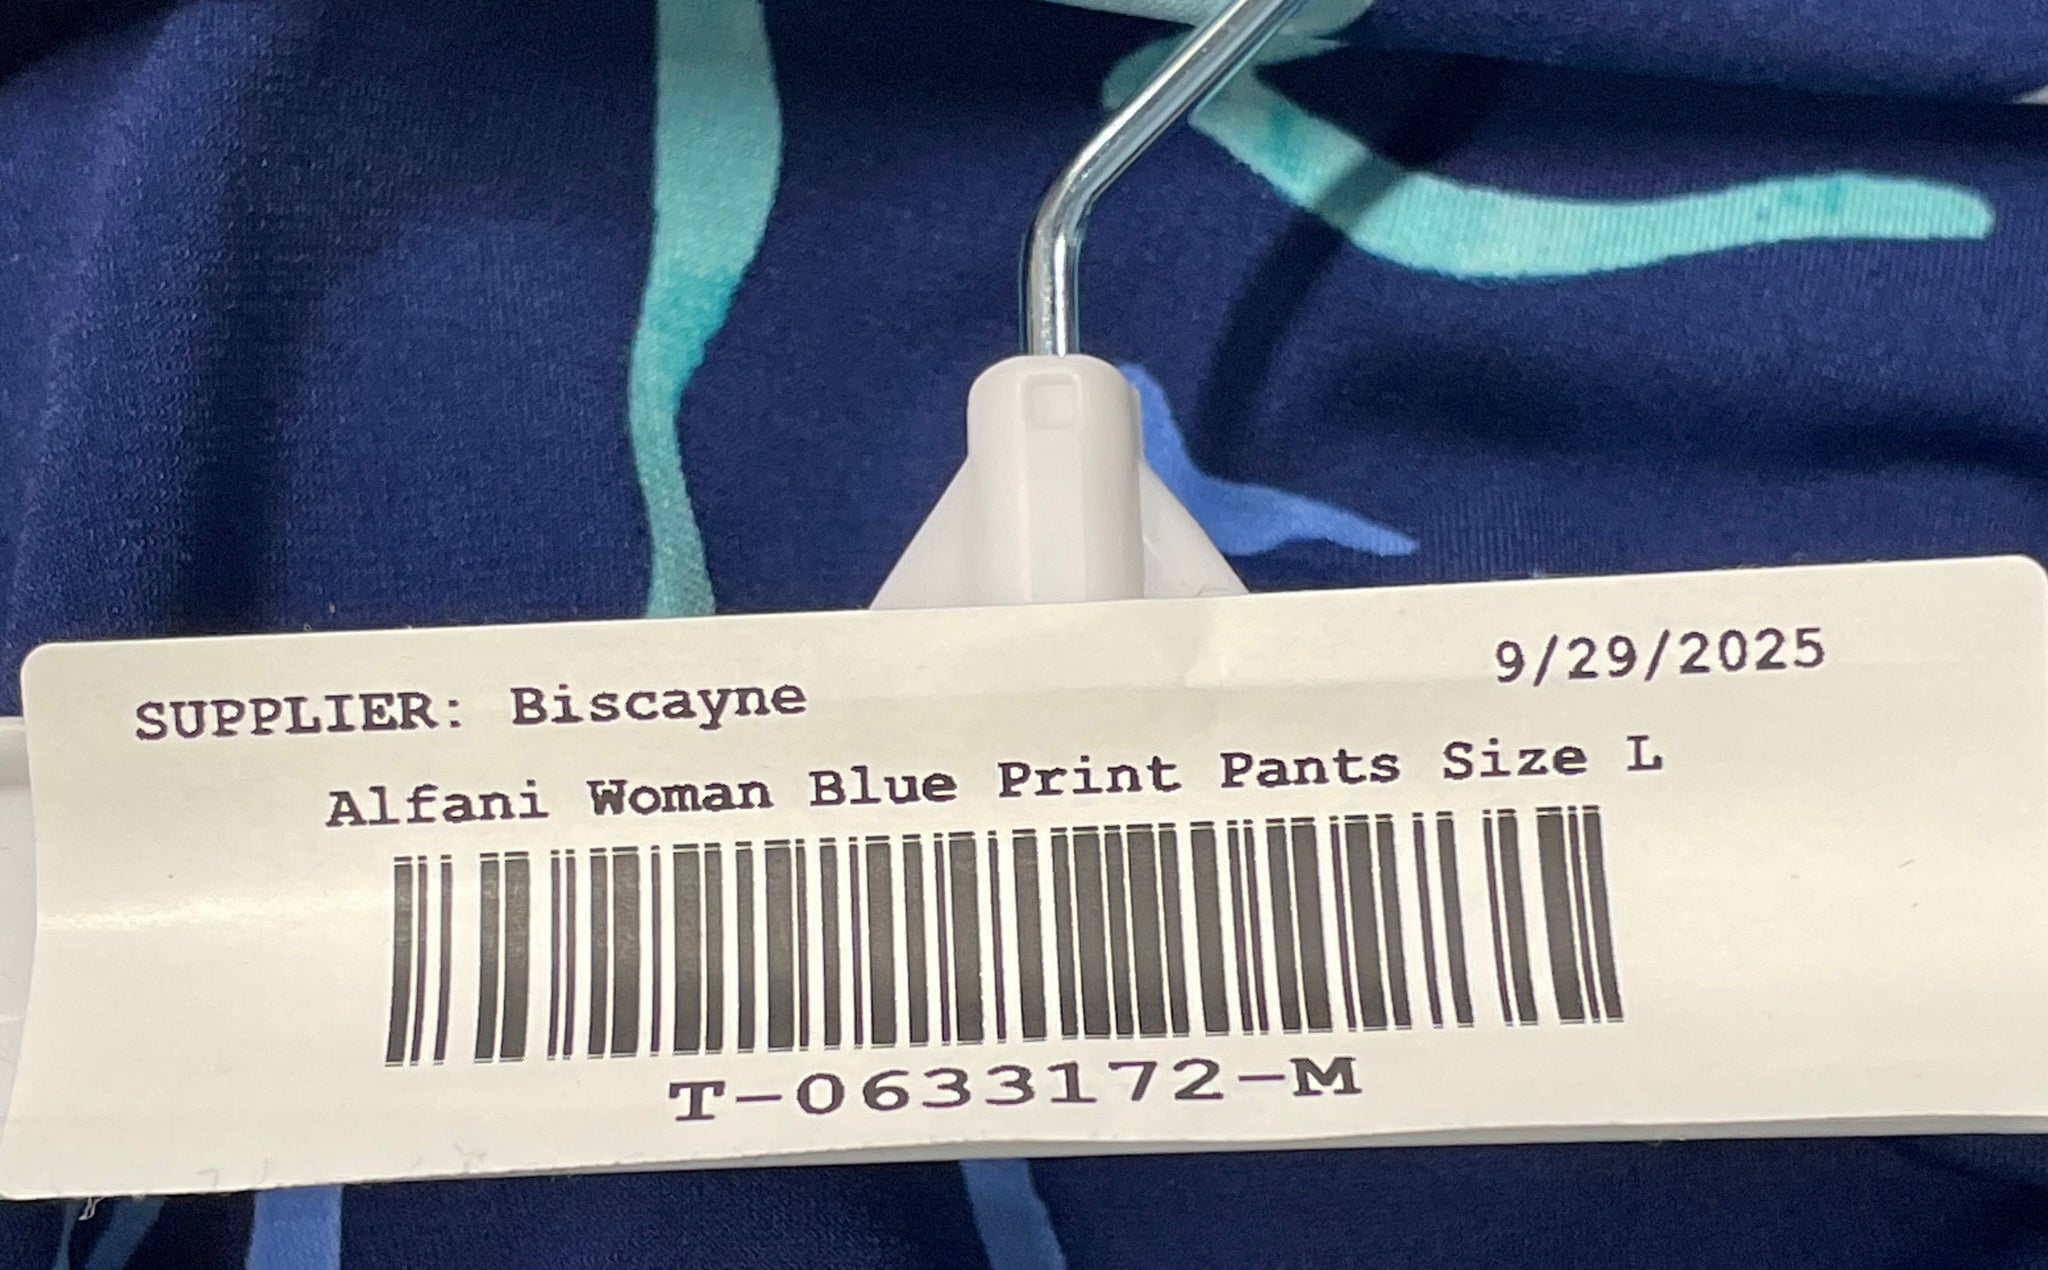 SUPPLIER: Biscayne 9/29/2025
Alfani Woman Blue Print Pants Size L
T-0633172-M